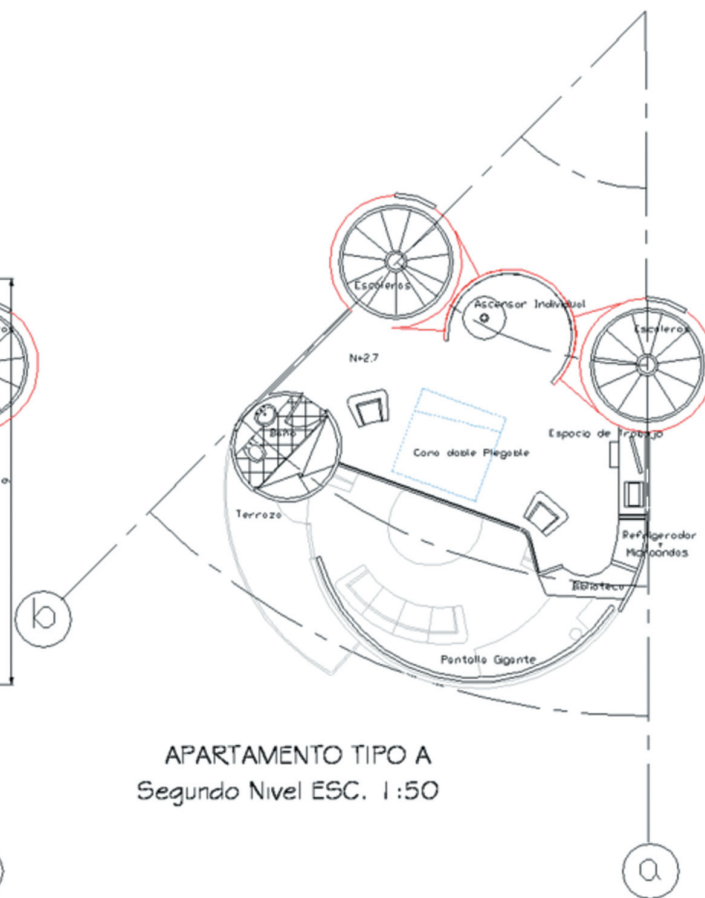 Escaleras
Ascensor Individual
Escaleras
N+2.7
Baño
Cama doble Plegable
Espacio de Trabajo
Terraza
Refrigerador
+
Microondas
Biblioteca
9
b
Pantalla Gigante
APARTAMENTO TIPO A
Segundo Nivel ESC. 1:50
a